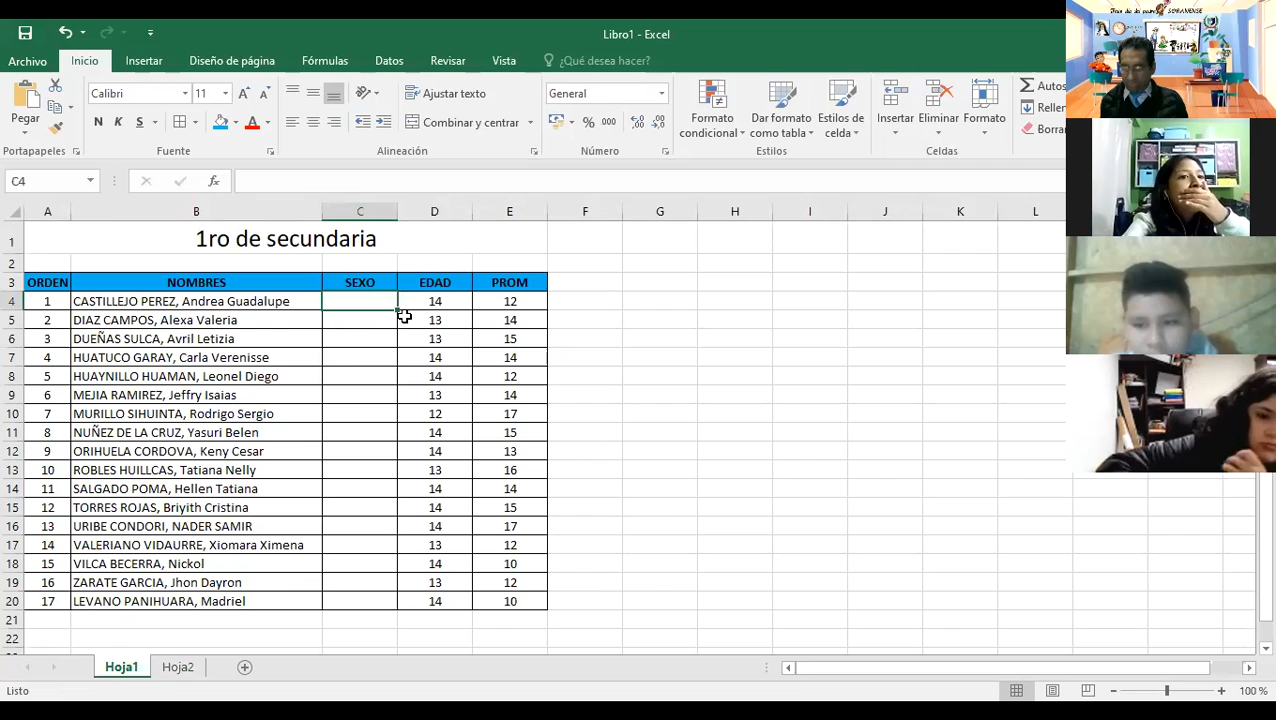 Libro1 - Excel
Archivo Inicio Insertar Diseño de página Fórmulas Datos Revisar Vista ¿Qué desea hacer?
Calibri 11 Ajustar texto General Autos
Pegar N K S Combinar y centrar % 000 Formato condicional Dar formato como tabla Estilos de celda Insertar Eliminar Formato Rellen
Borra
Portapapeles Fuente Alineación Número Estilos Celdas
C4 fx
A B C D E F G H I J K L
1 1ro de secundaria
2
3 ORDEN NOMBRES SEXO EDAD PROM
4 1 CASTILLEJO PEREZ, Andrea Guadalupe 14 12
5 2 DIAZ CAMPOS, Alexa Valeria 13 14
6 3 DUEÑAS SULCA, Avril Letizia 13 15
7 4 HUATUCO GARAY, Carla Verenisse 14 14
8 5 HUAYNILLO HUAMAN, Leonel Diego 14 12
9 6 MEJIA RAMIREZ, Jeffry Isaias 13 14
10 7 MURILLO SIHUINTA, Rodrigo Sergio 12 17
11 8 NUÑEZ DE LA CRUZ, Yasuri Belen 14 15
12 9 ORIHUELA CORDOVA, Keny Cesar 14 13
13 10 ROBLES HUILLCAS, Tatiana Nelly 13 16
14 11 SALGADO POMA, Hellen Tatiana 14 14
15 12 TORRES ROJAS, Briyith Cristina 14 15
16 13 URIBE CONDORI, NADER SAMIR 14 17
17 14 VALERIANO VIDAURRE, Xiomara Ximena 13 12
18 15 VILCA BECERRA, Nickol 14 10
19 16 ZARATE GARCIA, Jhon Dayron 13 12
20 17 LEVANO PANIHUARA, Madriel 14 10
21
22
Hoja1 Hoja2
Listo 100 %